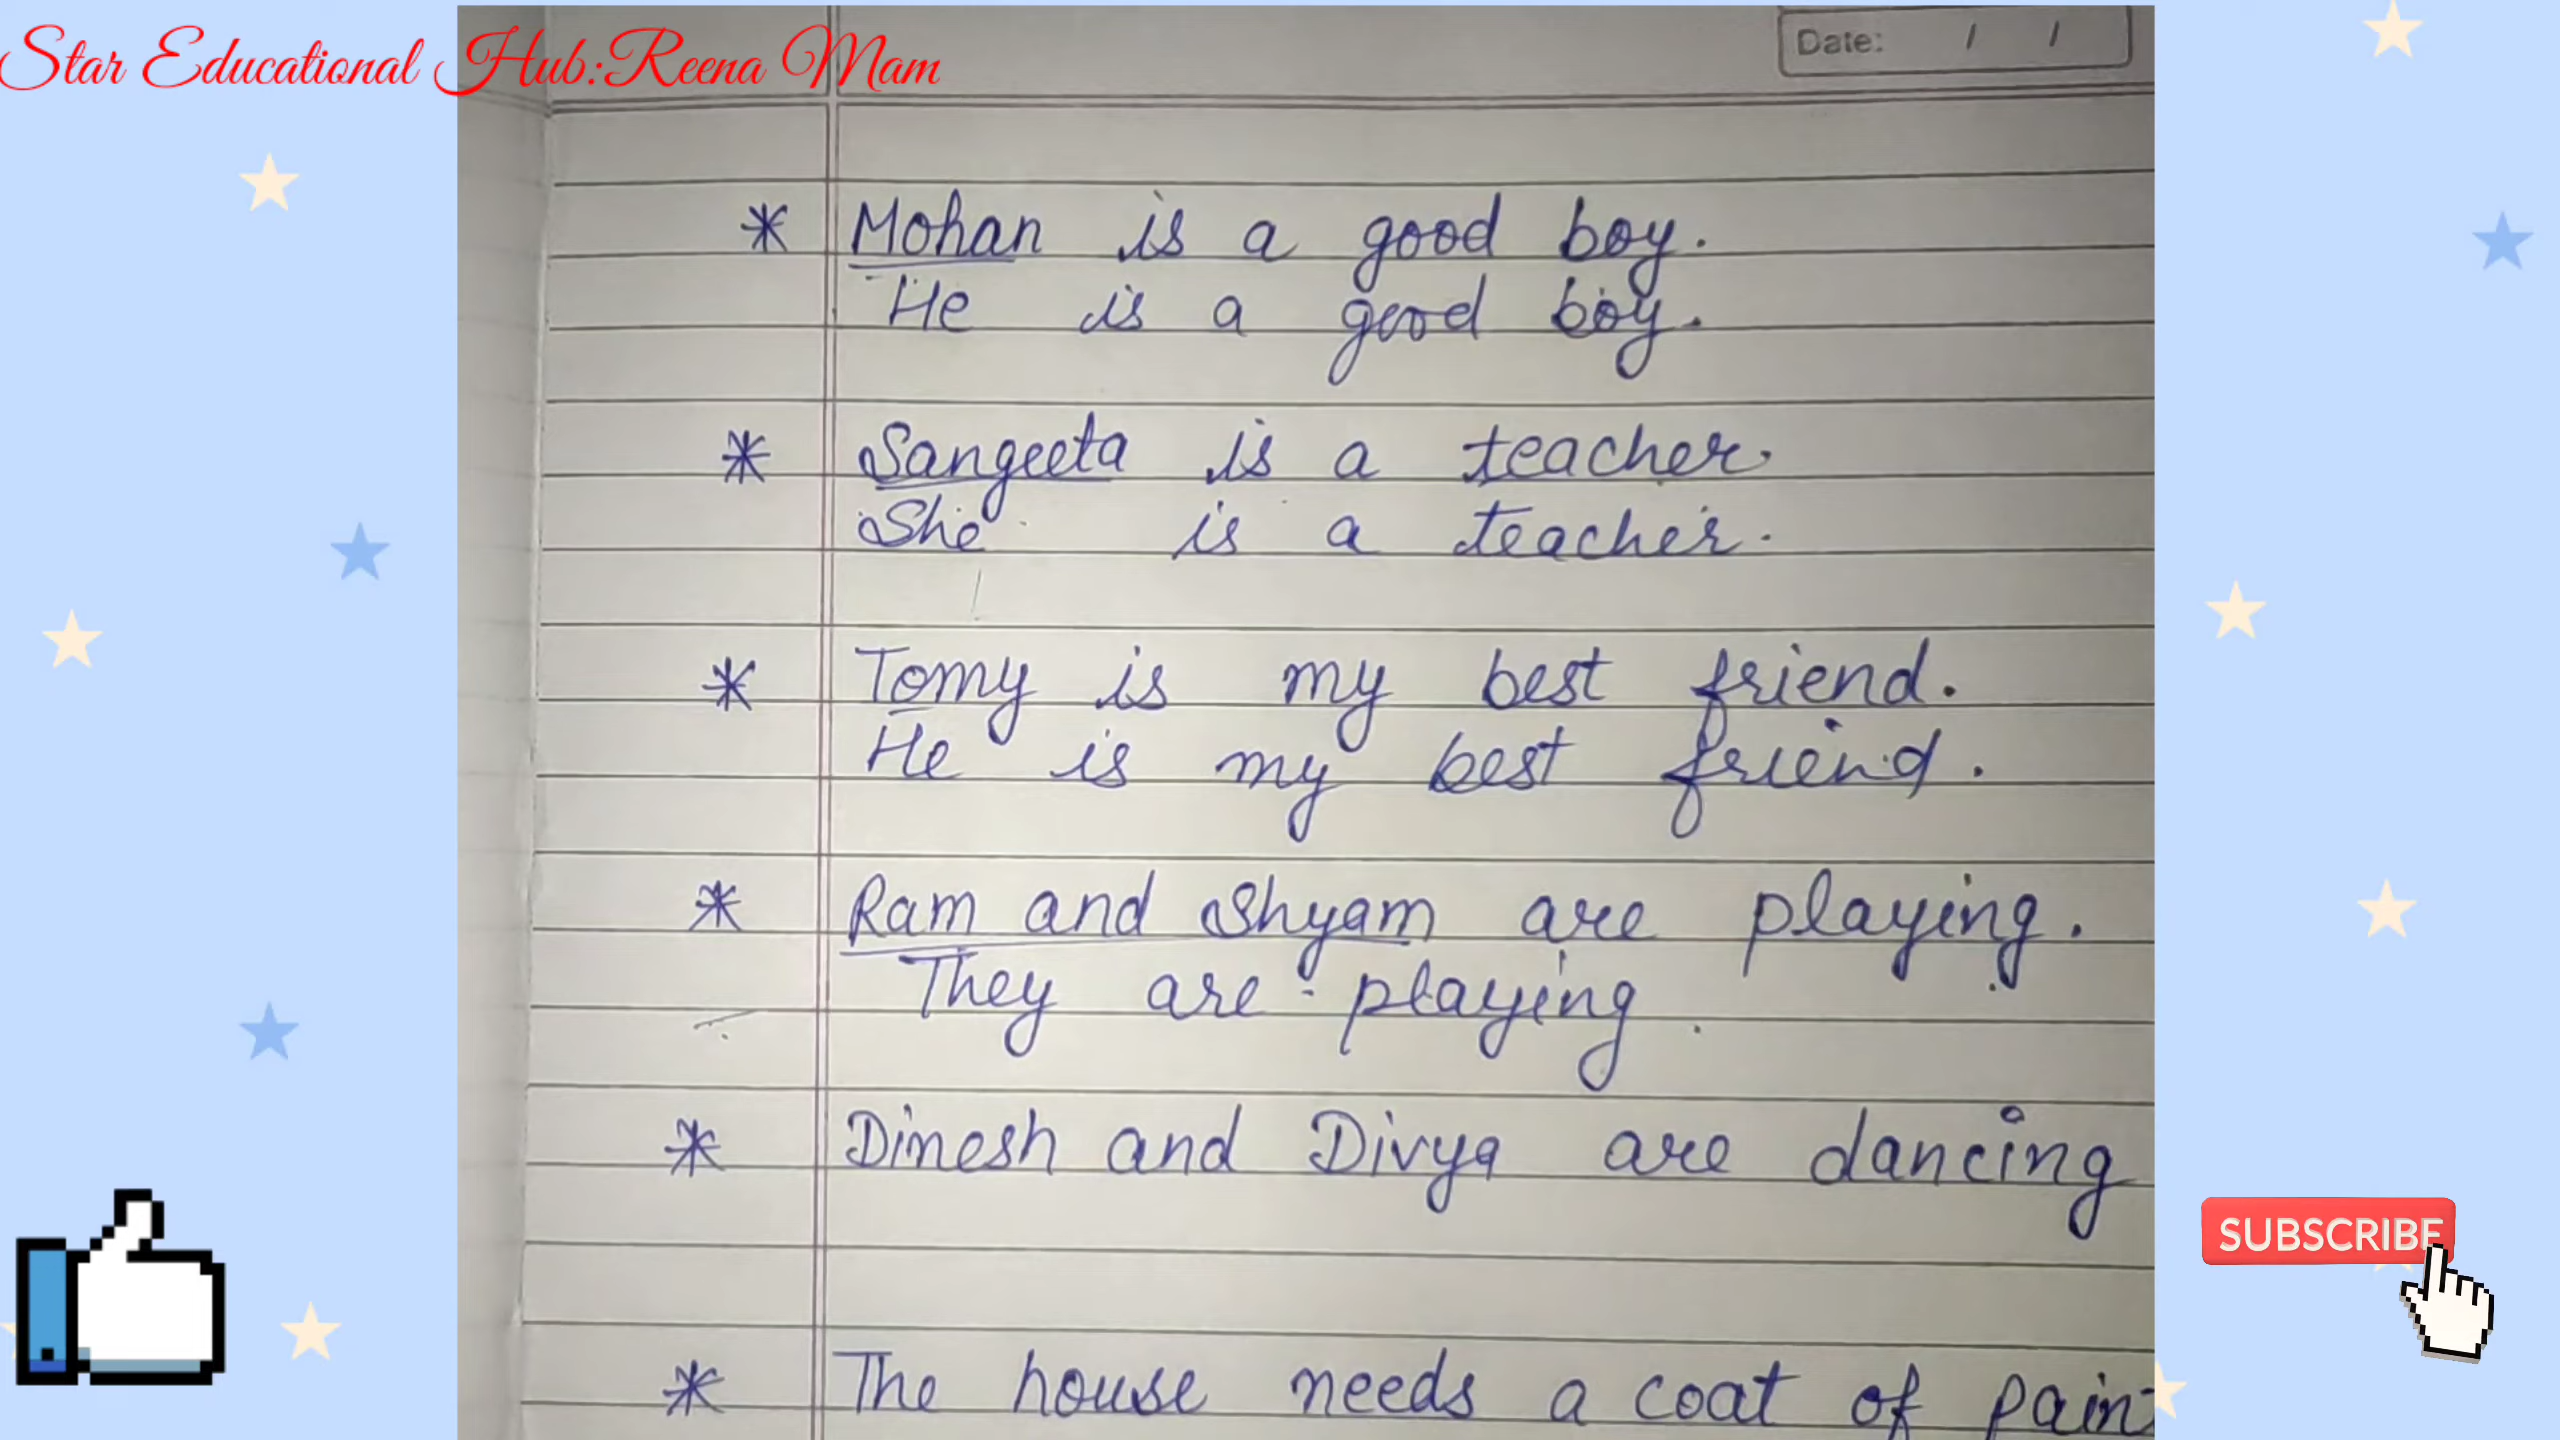 Star Educational Hub:Reena Mam
Date: / /
* Mohan is a good boy.
He is a good boy.
* Sangeeta is a teacher.
She is a teacher.
* Tomy is my best friend.
He is my best friend.
* Ram and Shyam are playing.
They are playing.
* Dinesh and Divya are dancing
* The house needs a coat of pain
SUBSCRIBE